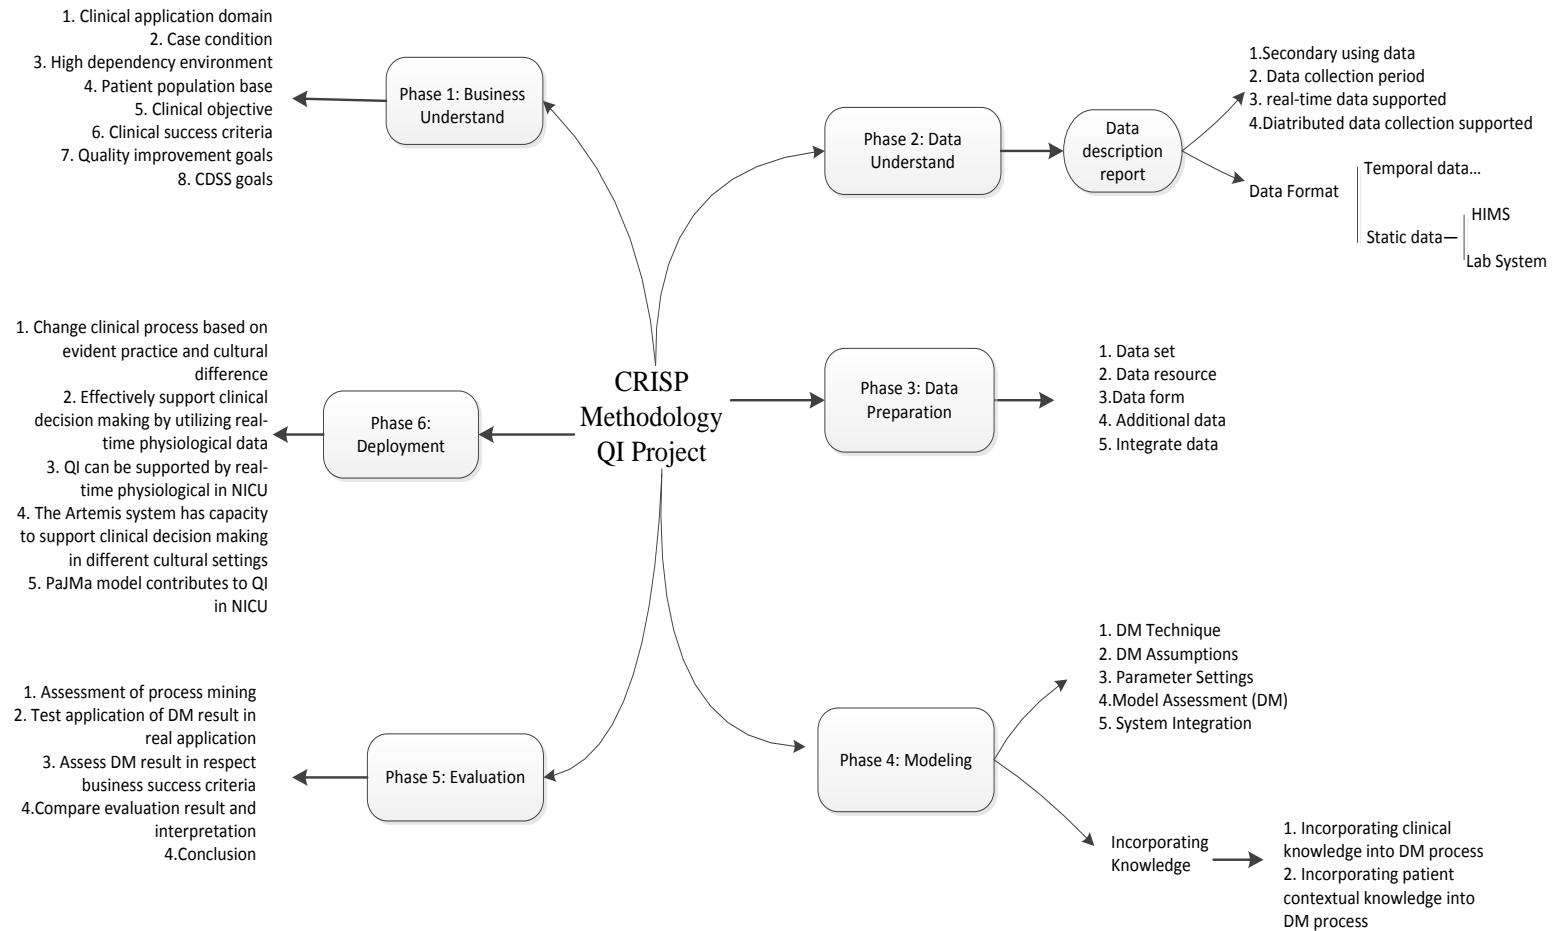 1. Clinical application domain
2. Case condition
3. High dependency environment
4. Patient population base
5. Clinical objective
6. Clinical success criteria
7. Quality improvement goals
8. CDSS goals
Phase 1: Business
Understand
Phase 2: Data
Understand
Data
description
report
1.Secondary using data
2. Data collection period
3. real-time data supported
4.Diatributed data collection supported
Data Format
Temporal data...
Static data—
HIMS
Lab System
1. Change clinical process based on
evident practice and cultural
difference
2. Effectively support clinical
decision making by utilizing real-
time physiological data
3. QI can be supported by real-
time physiological in NICU
4. The Artemis system has capacity
to support clinical decision making
in different cultural settings
5. PaJMa model contributes to QI
in NICU
Phase 6:
Deployment
CRISP
Methodology
QI Project
Phase 3: Data
Preparation
1. Data set
2. Data resource
3.Data form
4. Additional data
5. Integrate data
1. Assessment of process mining
2. Test application of DM result in
real application
3. Assess DM result in respect
business success criteria
4.Compare evaluation result and
interpretation
4.Conclusion
Phase 5: Evaluation
Phase 4: Modeling
1. DM Technique
2. DM Assumptions
3. Parameter Settings
4.Model Assessment (DM)
5. System Integration
Incorporating
Knowledge
1. Incorporating clinical
knowledge into DM process
2. Incorporating patient
contextual knowledge into
DM process